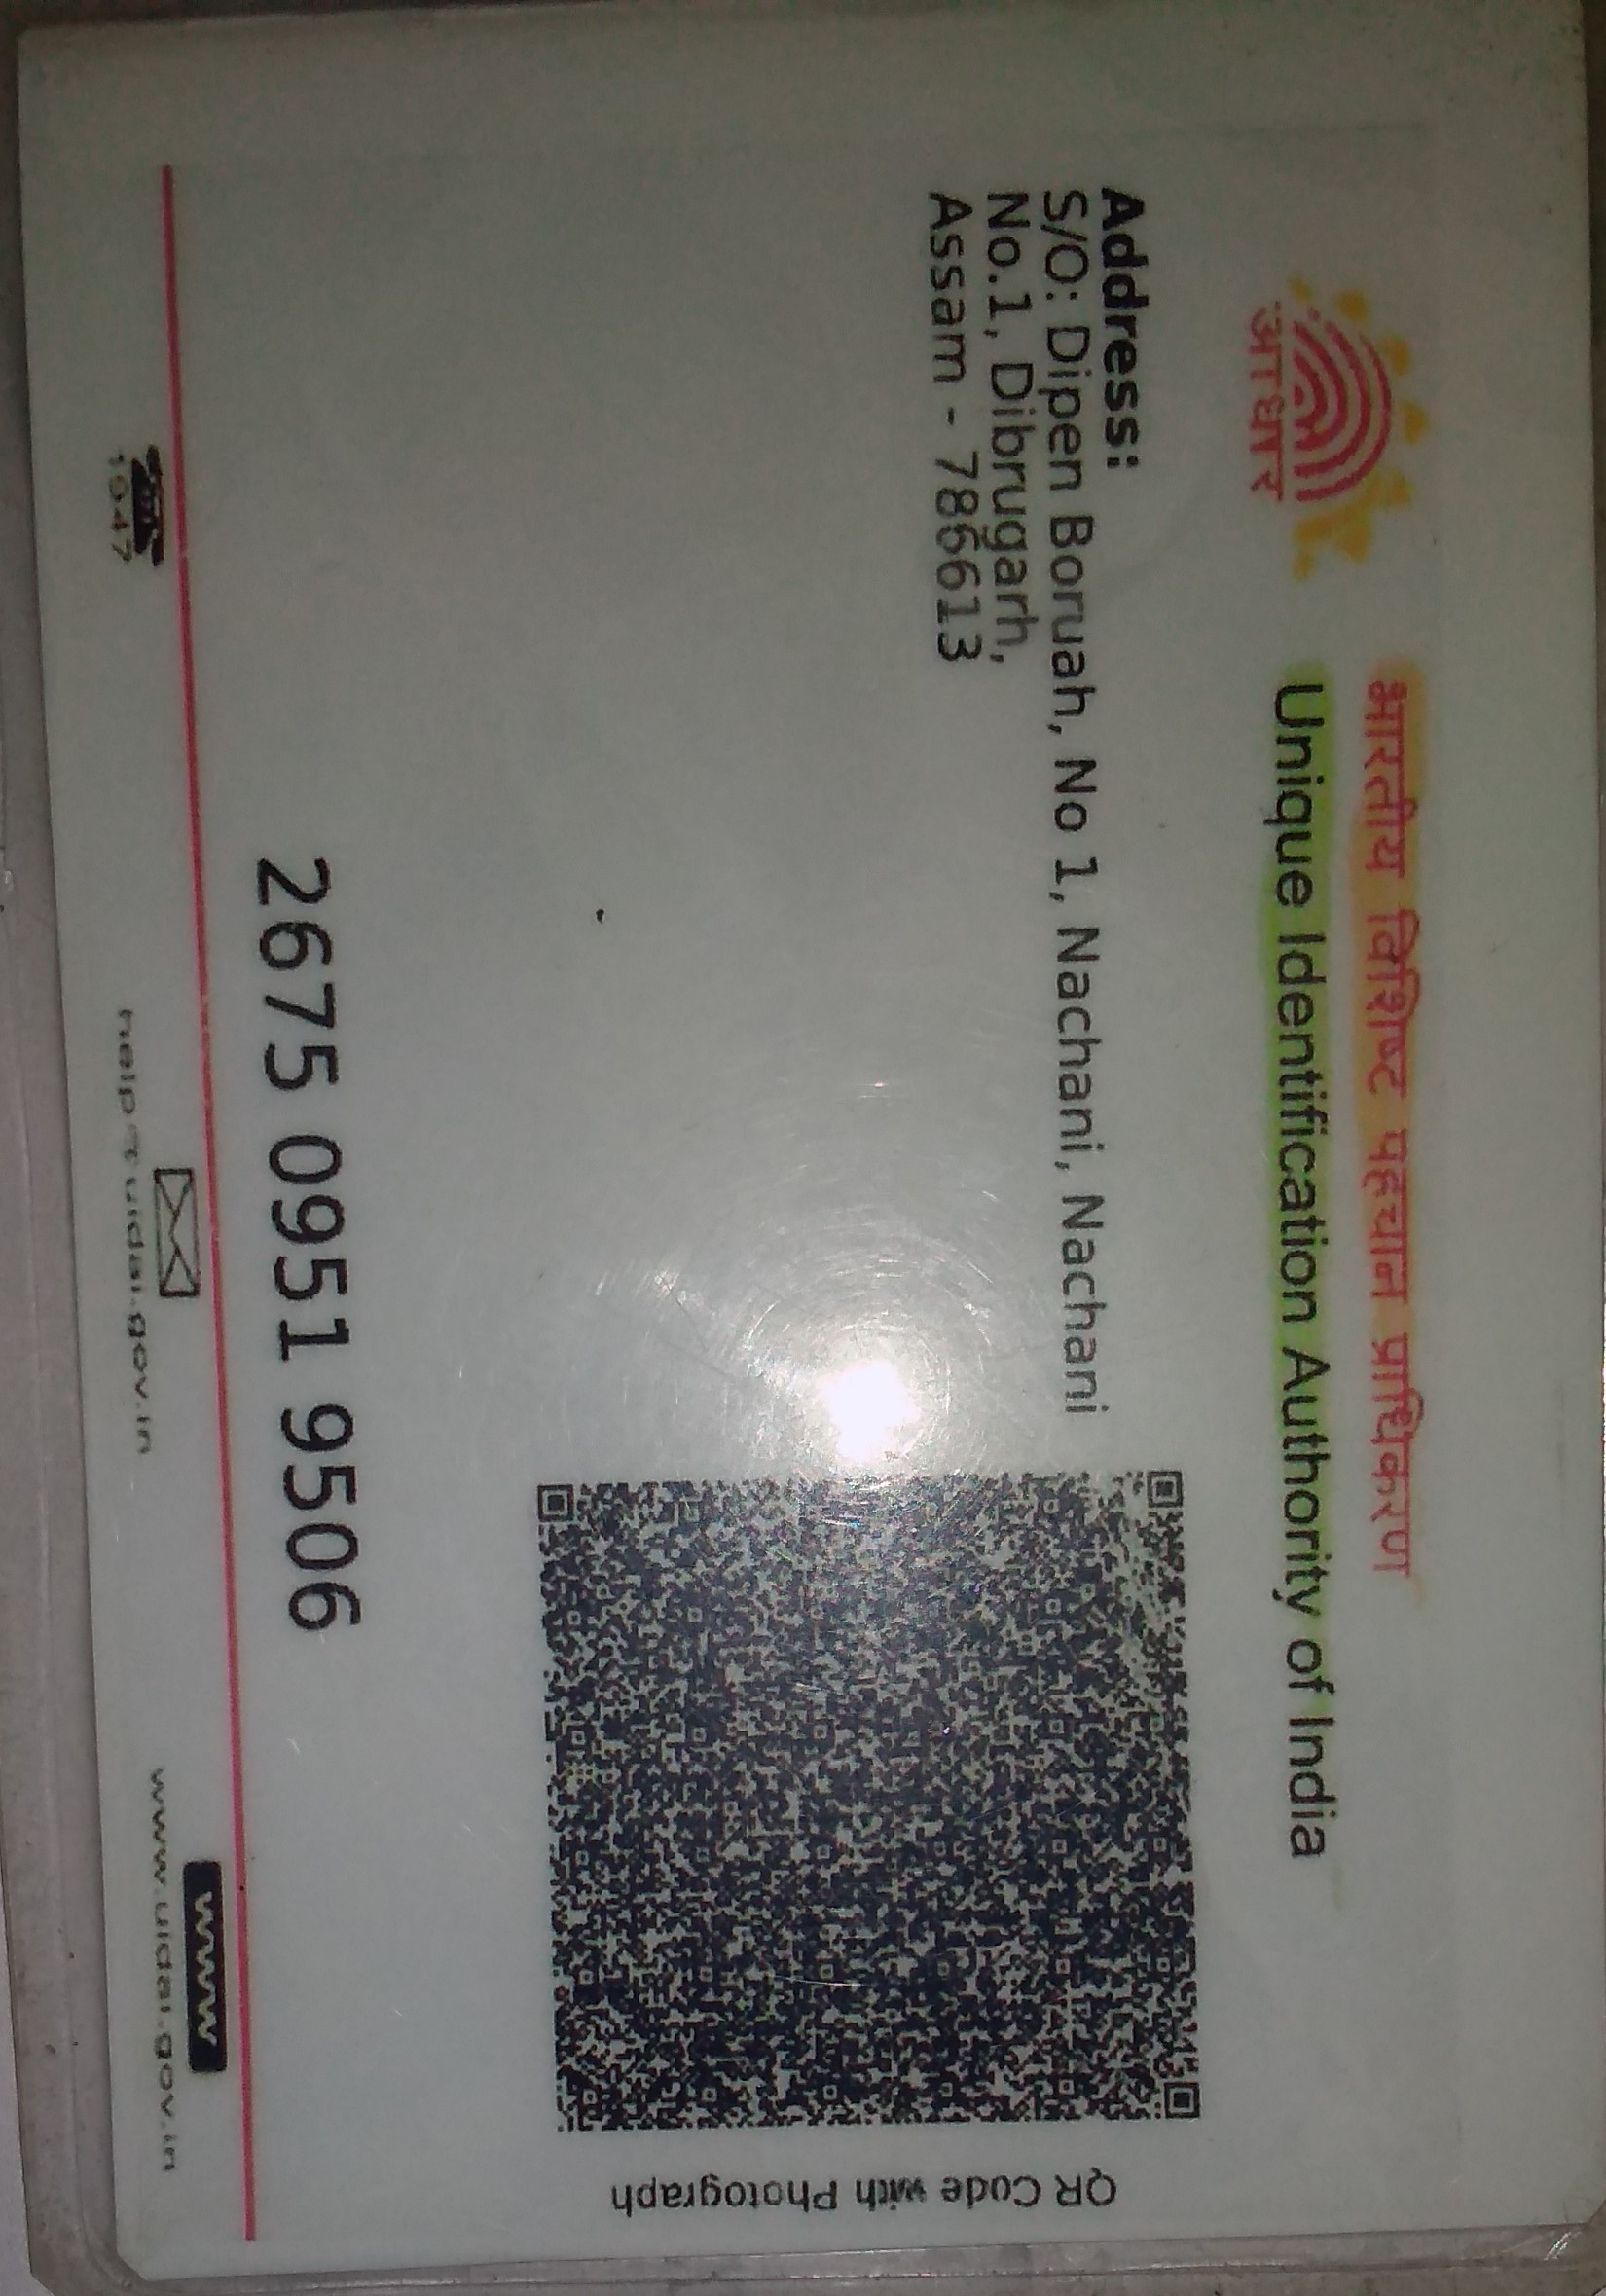 भारतीय विशिष्ट पहचान प्राधिकरण
Unique Identification Authority of India
आधार
Address:
S/O: Dipen Boruah, No 1, Nachani, Nachani
No.1, Dibrugarh,
Assam - 786613
QR Code with Photograph
2675 0951 9506
1947
help@uidai.gov.in
www
www.uidai.gov.in